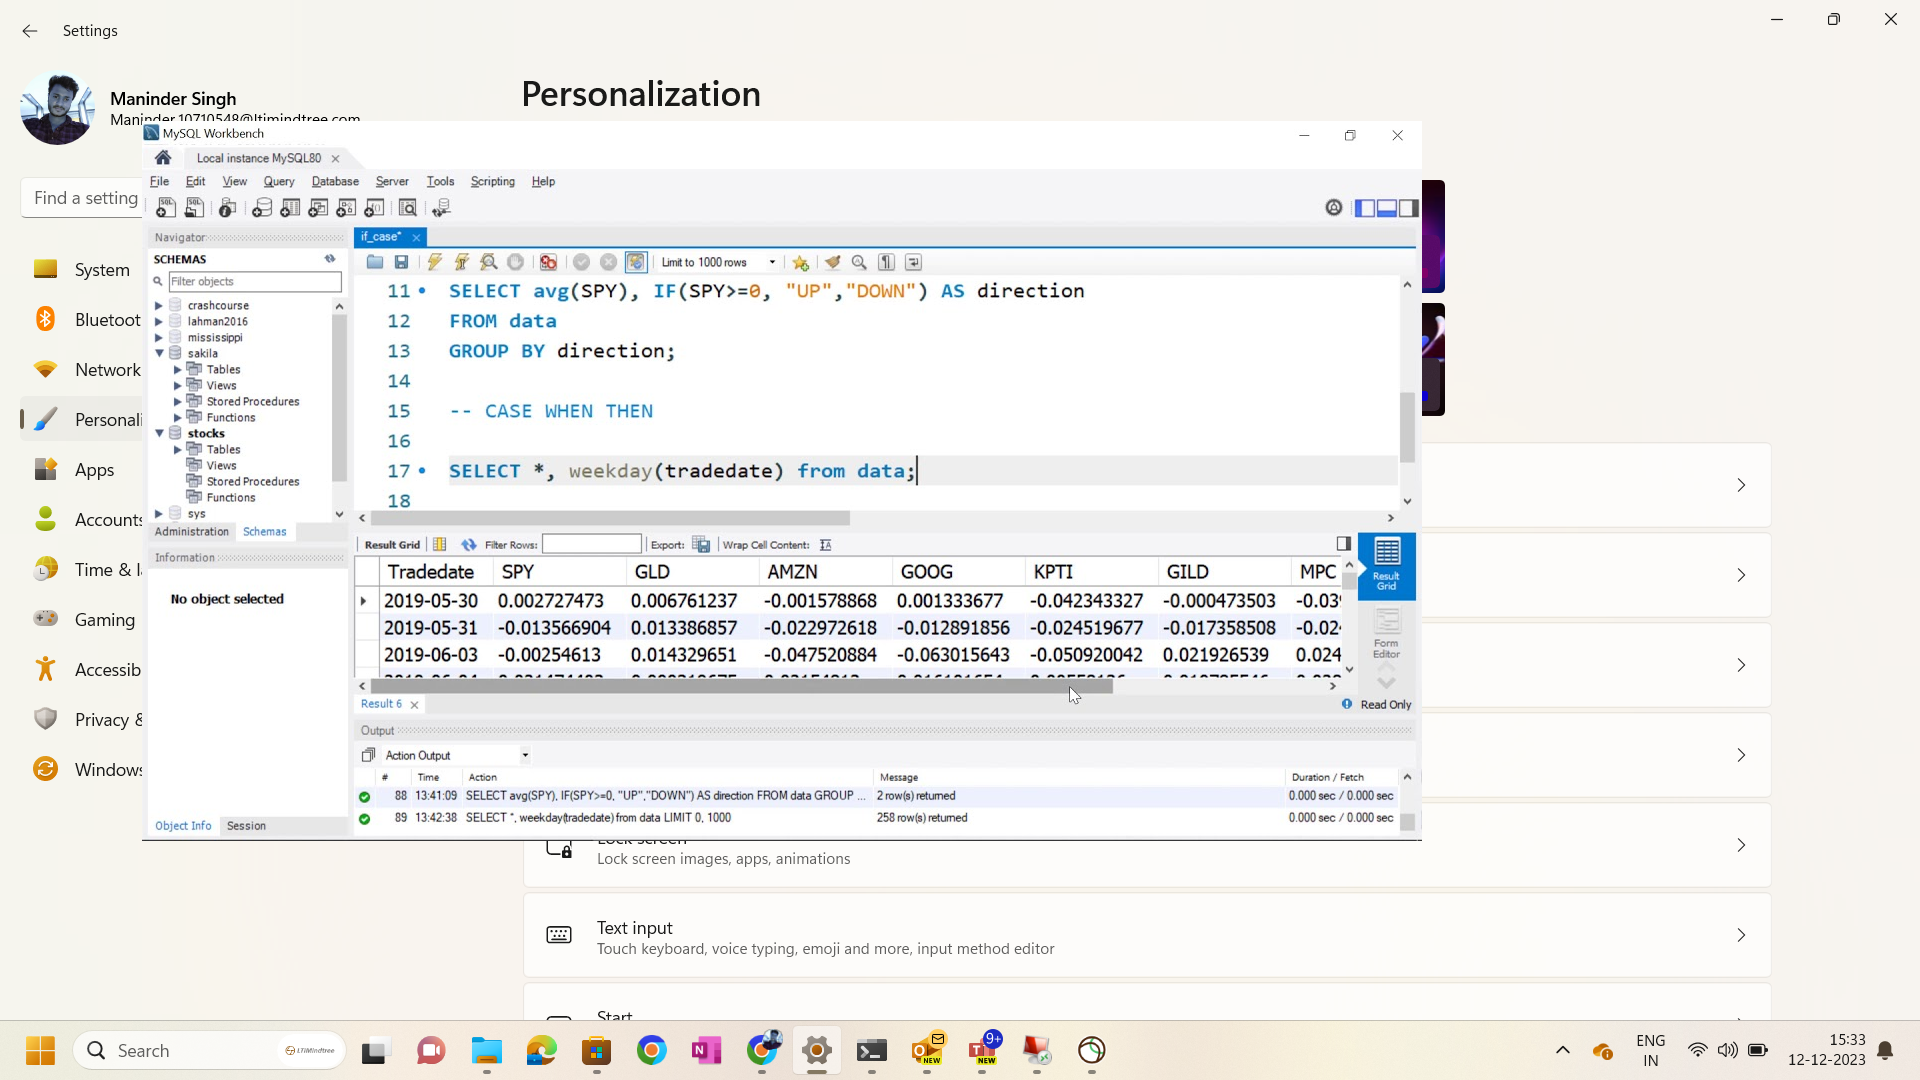 Settings
Maninder Singh
Maninder.10710548@ltimindtree.com
Find a setting
System
Bluetoot
Network
Personali
Apps
Accounts
Time & l
Gaming
Accessib
Privacy &
Windows
Personalization
MySQL Workbench
Local instance MySQL80
File Edit View Query Database Server Tools Scripting Help
Navigator
SCHEMAS
Filter objects
crashcourse
lahman2016
mississippi
sakila
Tables
Views
Stored Procedures
Functions
stocks
Tables
Views
Stored Procedures
Functions
sys
Administration Schemas
Information
No object selected
Object Info Session
if_case*
Limit to 1000 rows
11 SELECT avg(SPY), IF(SPY>=0, "UP","DOWN") AS direction
12 FROM data
13 GROUP BY direction;
14
15 -- CASE WHEN THEN
16
17 SELECT *, weekday(tradedate) from data;
18
Result Grid Filter Rows: Export: Wrap Cell Content:
Tradedate SPY GLD AMZN GOOG KPTI GILD MPC
2019-05-30 0.002727473 0.006761237 -0.001578868 0.001333677 -0.042343327 -0.000473503 -0.03
2019-05-31 -0.013566904 0.013386857 -0.022972618 -0.012891856 -0.024519677 -0.017358508 -0.02
2019-06-03 -0.00254613 0.014329651 -0.047520884 -0.063015643 -0.050920042 0.021926539 0.024
Result Grid
Form Editor
Result 6
Read Only
Output
Action Output
# Time Action Message Duration / Fetch
88 13:41:09 SELECT avg(SPY), IF(SPY>=0, "UP","DOWN") AS direction FROM data GROUP ... 2 row(s) returned 0.000 sec / 0.000 sec
89 13:42:38 SELECT *, weekday(tradedate) from data LIMIT 0, 1000 258 row(s) returned 0.000 sec / 0.000 sec
Lock screen
Lock screen images, apps, animations
Text input
Touch keyboard, voice typing, emoji and more, input method editor
Start
Search
LTIMindtree
NEW
9+
NEW
ENG
IN
15:33
12-12-2023